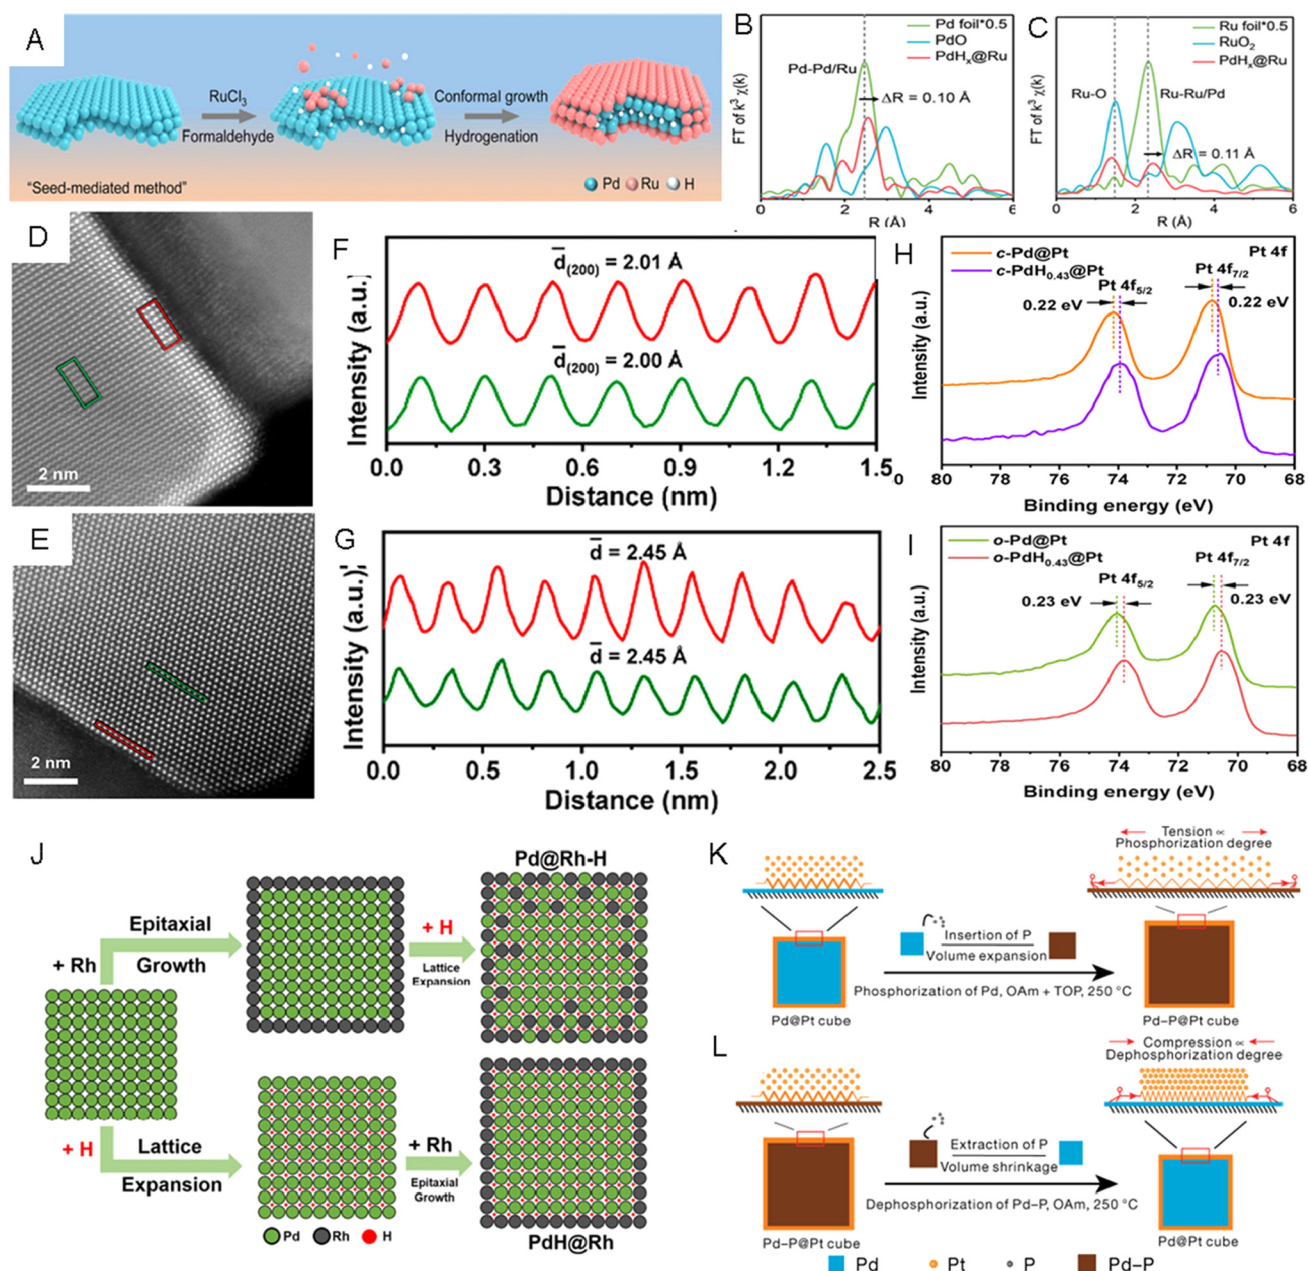 A
RuCl3
Formaldehyde
Conformal growth
Hydrogenation
"Seed-mediated method"
Pd Ru H
B
Pd foil*0.5
PdO
PdHx@Ru
Pd-Pd/Ru
ΔR = 0.10 Å
FT of k³ χ(k)
0 2 4 6
R (Å)
C
Ru foil*0.5
RuO2
PdHx@Ru
Ru-O
Ru-Ru/Pd
ΔR = 0.11 Å
FT of k³ χ(k)
0 2 4 6
R (Å)
D
2 nm
E
2 nm
F
d̅(200) = 2.01 Å
d̅(200) = 2.00 Å
Intensity (a.u.)
0.0 0.3 0.6 0.9 1.2 1.5
Distance (nm)
G
d̅ = 2.45 Å
d̅ = 2.45 Å
Intensity (a.u.)
0.0 0.5 1.0 1.5 2.0 2.5
Distance (nm)
H
c-Pd@Pt
c-PdH0.43@Pt
Pt 4f
Pt 4f7/2
Pt 4f5/2
0.22 eV
0.22 eV
Intensity (a.u.)
0
80 78 76 74 72 70 68
Binding energy (eV)
I
o-Pd@Pt
o-PdH0.43@Pt
Pt 4f
Pt 4f7/2
Pt 4f5/2
0.23 eV
0.23 eV
Intensity (a.u.)
80 78 76 74 72 70 68
Binding energy (eV)
J
Pd@Rh-H
Epitaxial
Growth
+ Rh
+ H
Lattice
Expansion
+ H
Lattice
Expansion
+ Rh
Epitaxial
Growth
Pd Rh H
PdH@Rh
K
Tension ∝
Phosphorization degree
Insertion of P
Volume expansion
Phosphorization of Pd, OAm + TOP, 250 °C
Pd@Pt cube
Pd–P@Pt cube
L
Compression ∝
Dephosphorization degree
Extraction of P
Volume shrinkage
Dephosphorization of Pd–P, OAm, 250 °C
Pd–P@Pt cube
Pd@Pt cube
Pd Pt P Pd–P